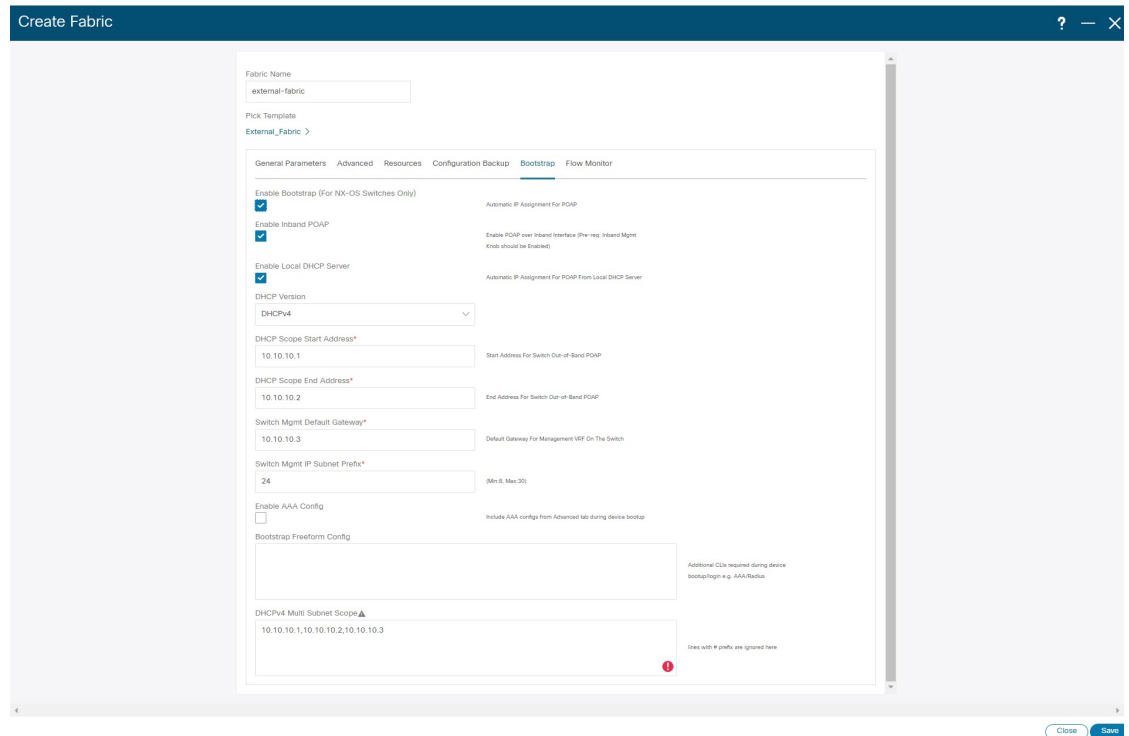 Create Fabric
?
Fabric Name
external-fabric
Pick Template
External_Fabric >
General Parameters Advanced Resources Configuration Backup Bootstrap Flow Monitor
Enable Bootstrap (For NX-OS Switches Only)
Automatic IP Assignment For POAP
Enable Inband POAP
Enable POAP over Inband Interface (Pre-req: Inband Mgmt
Knob should be Enabled)
Enable Local DHCP Server
Automatic IP Assignment For POAP From Local DHCP Server
DHCP Version
DHCPv4
DHCP Scope Start Address*
10.10.10.1
Start Address For Switch Out-of-Band POAP
DHCP Scope End Address*
10.10.10.2
End Address For Switch Out-of-Band POAP
Switch Mgmt Default Gateway*
10.10.10.3
Default Gateway For Management VRF On The Switch
Switch Mgmt IP Subnet Prefix*
24
(Min:8, Max:30)
Enable AAA Config
Include AAA configs from Advanced tab during device bootup
Bootstrap Freeform Config
Additional CLIs required during device
bootup/login e.g. AAA/Radius
DHCPv4 Multi Subnet Scope
10.10.10.1,10.10.10.2,10.10.10.3
lines with # prefix are ignored here
Close Save